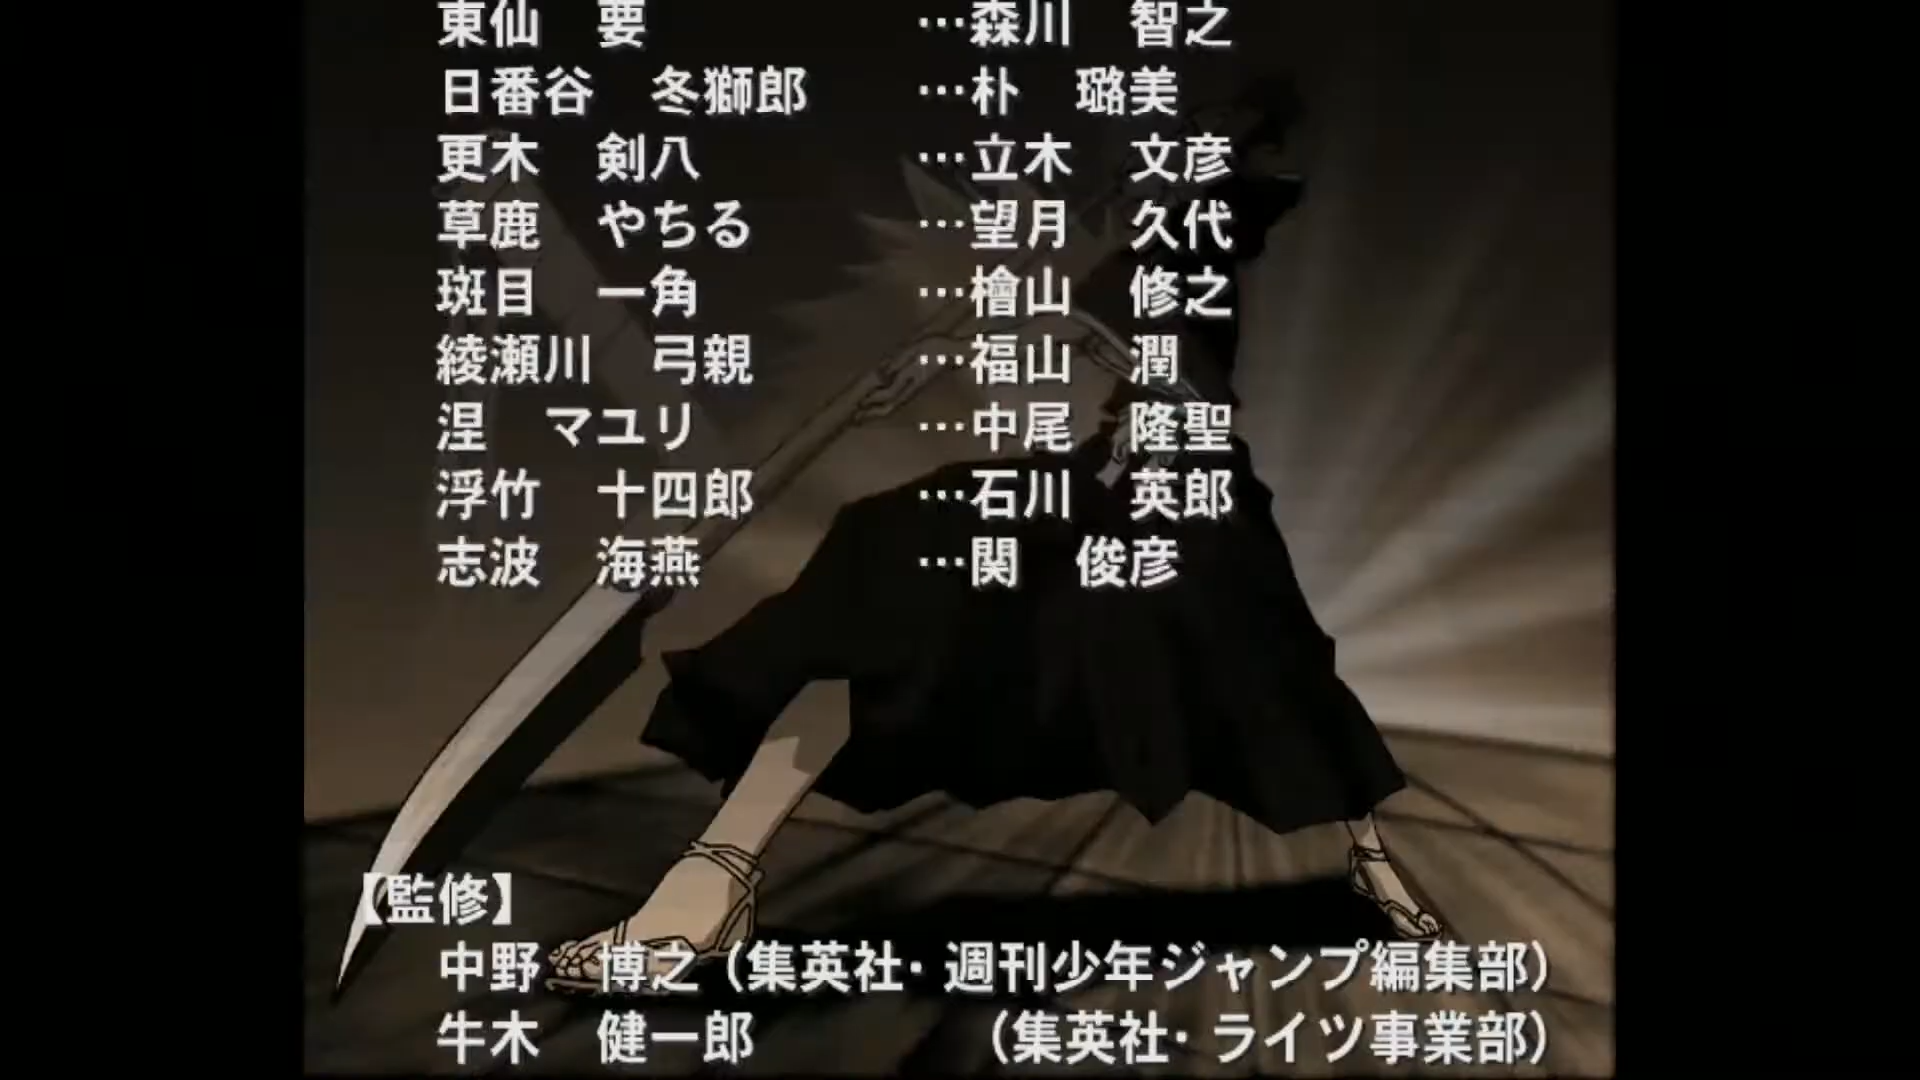 東仙　要　…森川　智之
日番谷　冬獅郎　…朴　璐美
更木　剣八　…立木　文彦
草鹿　やちる　…望月　久代
斑目　一角　…檜山　修之
綾瀬川　弓親　…福山　潤
涅　マユリ　…中尾　隆聖
浮竹　十四郎　…石川　英郎
志波　海燕　…関　俊彦
【監修】
中野　博之（集英社・週刊少年ジャンプ編集部）
牛木　健一郎　（集英社・ライツ事業部）